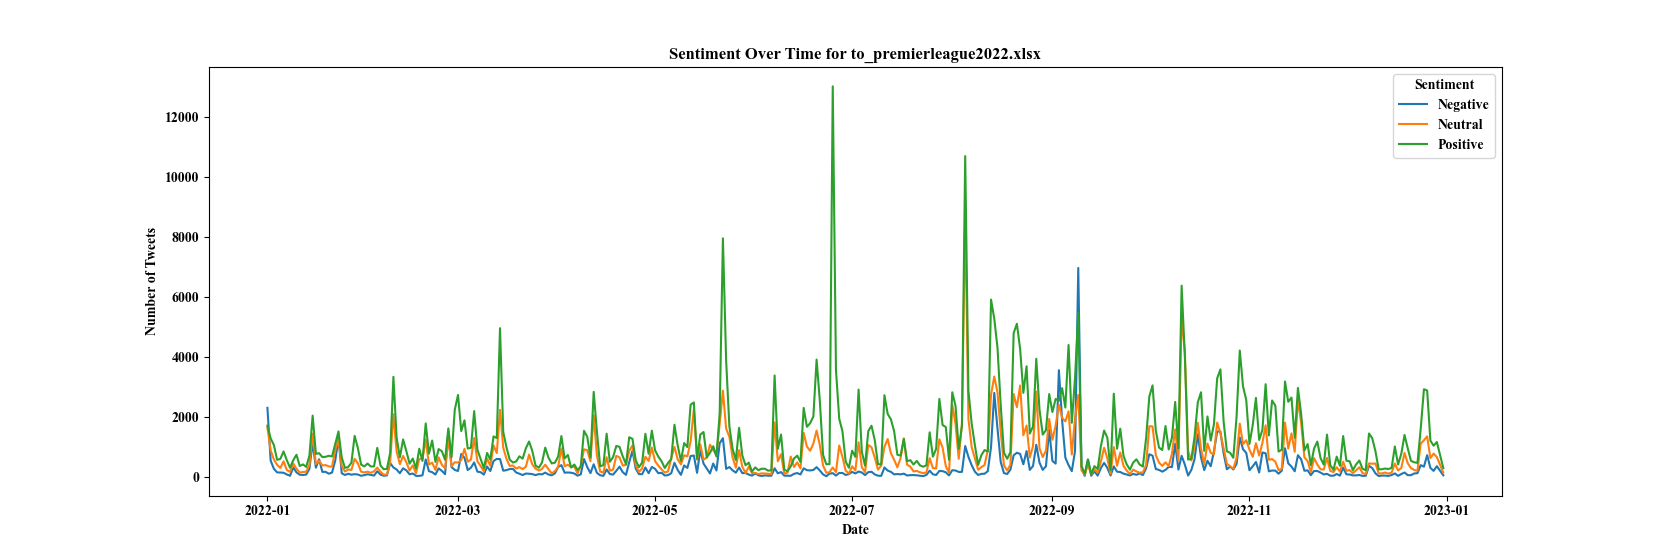 Sentiment Over Time for to_premierleague2022.xlsx
Sentiment
Negative
Neutral
Positive
12000
10000
8000
6000
4000
2000
0
Number of Tweets
2022-01 2022-03 2022-05 2022-07 2022-09 2022-11 2023-01
Date